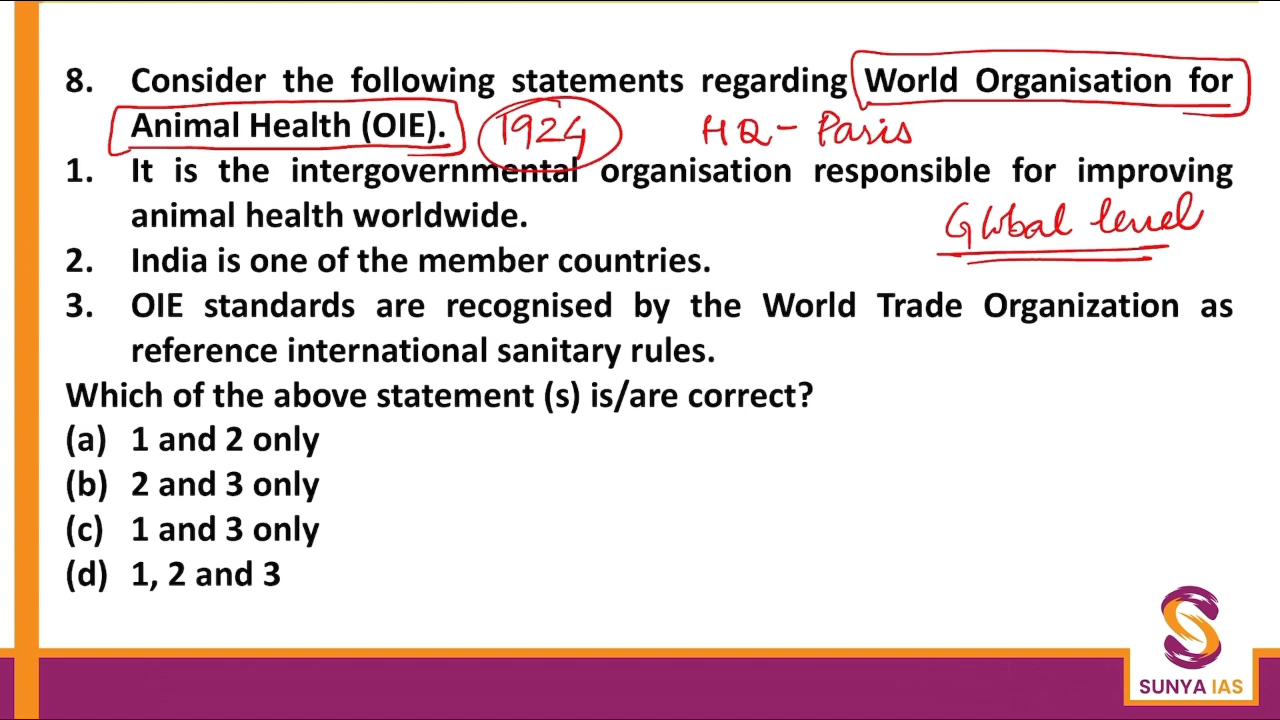 8. Consider the following statements regarding World Organisation for
Animal Health (OIE). 1924 HQ - Paris
1. It is the intergovernmental organisation responsible for improving
animal health worldwide. Global level
2. India is one of the member countries.
3. OIE standards are recognised by the World Trade Organization as
reference international sanitary rules.
Which of the above statement (s) is/are correct?
(a) 1 and 2 only
(b) 2 and 3 only
(c) 1 and 3 only
(d) 1, 2 and 3
SUNYA IAS